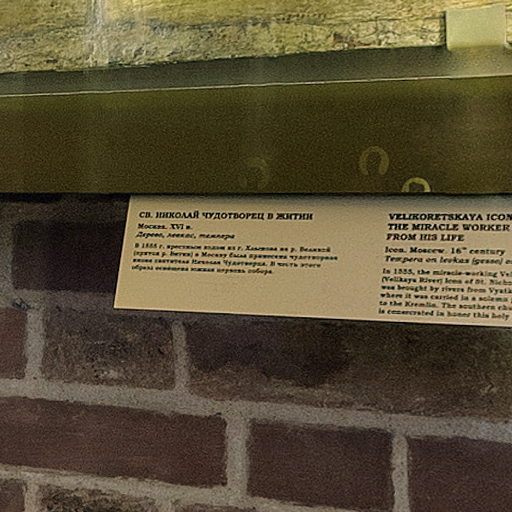 СВ. НИКОЛАЙ ЧУДОТВОРЕЦ В ЖИТИИ
Москва. XVI в.
Дерево, левкас, темпера
В 1555 г. крестным ходом из г. Хлынова на р. Великой
(приток р. Вятки) в Москву была принесена чудотворная
икона святителя Николая Чудотворца. В честь этого
образа освящена южная церковь собора.
VELIKORETSKAYA ICON
THE MIRACLE WORKER
FROM HIS LIFE
Icon. Moscow. 16th century
Tempera on levkas (gesso)
In 1555, the miracle-working
(Velikaya River) Icon of St.
was brought by rivers from
where it was carried in a solemn
to the Kremlin. The southern
is consecrated in honor this holy